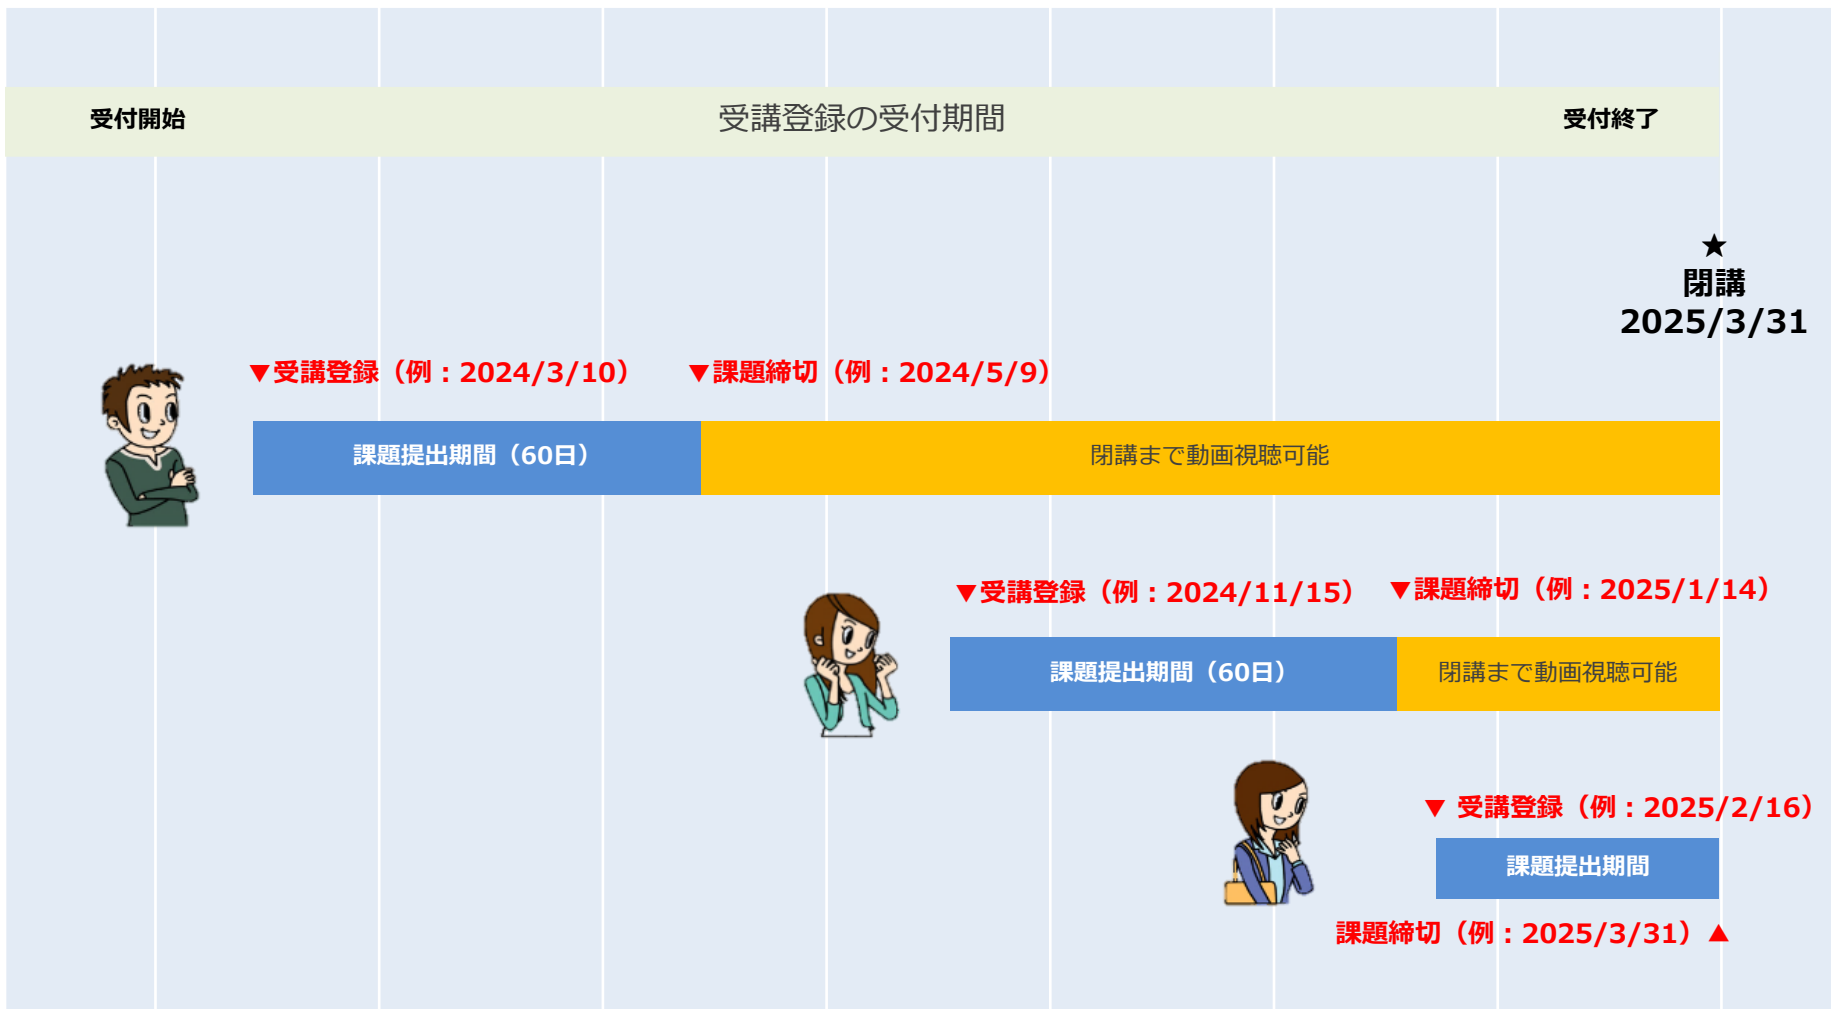 受付開始
受講登録の受付期間
受付終了
★
閉講
2025/3/31
▼受講登録（例：2024/3/10）
▼課題締切（例：2024/5/9）
課題提出期間（60日）
閉講まで動画視聴可能
▼受講登録（例：2024/11/15）
▼課題締切（例：2025/1/14）
課題提出期間（60日）
閉講まで動画視聴可能
▼ 受講登録（例：2025/2/16）
課題提出期間
課題締切（例：2025/3/31）▲